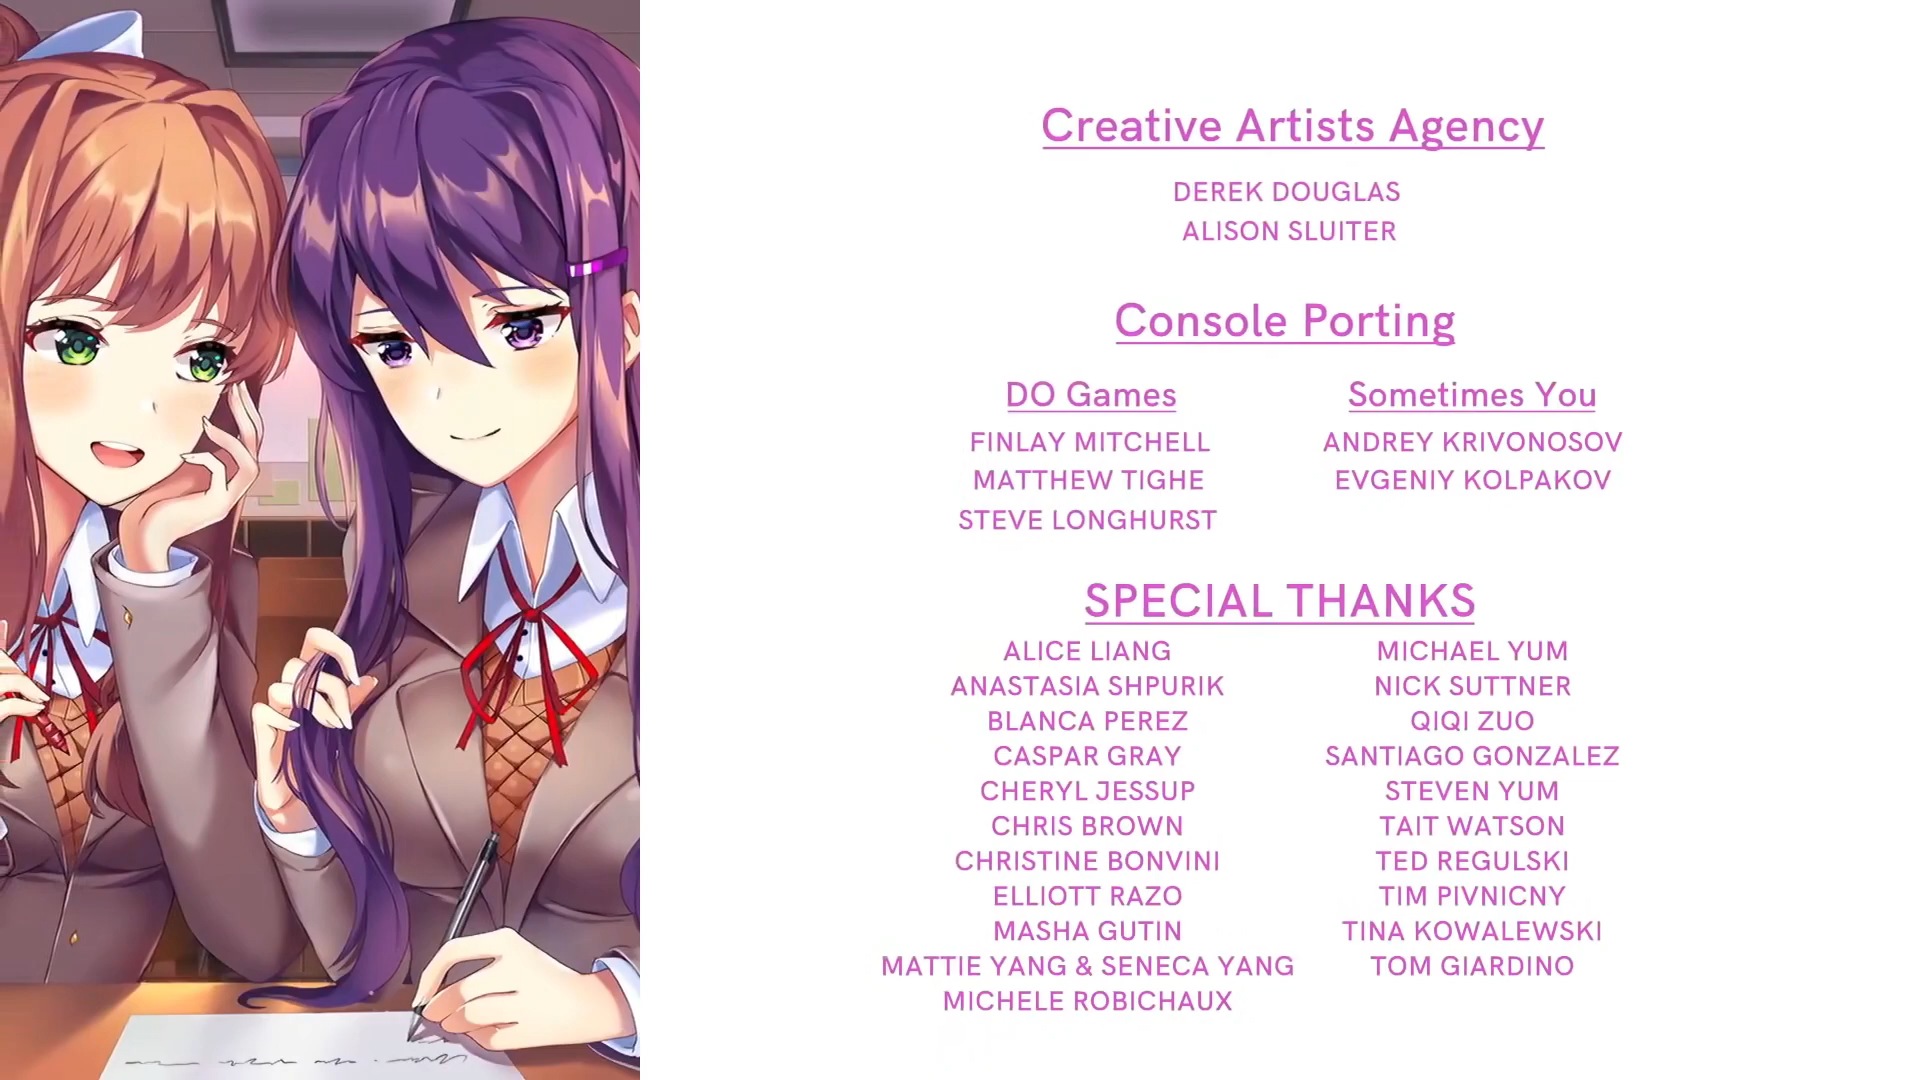 Creative Artists Agency
DEREK DOUGLAS
ALISON SLUITER
Console Porting
DO Games
FINLAY MITCHELL
MATTHEW TIGHE
STEVE LONGHURST
Sometimes You
ANDREY KRIVONOSOV
EVGENIY KOLPAKOV
SPECIAL THANKS
ALICE LIANG
ANASTASIA SHPURIK
BLANCA PEREZ
CASPAR GRAY
CHERYL JESSUP
CHRIS BROWN
CHRISTINE BONVINI
ELLIOTT RAZO
MASHA GUTIN
MATTIE YANG & SENECA YANG
MICHELE ROBICHAUX
MICHAEL YUM
NICK SUTTNER
QIQI ZUO
SANTIAGO GONZALEZ
STEVEN YUM
TAIT WATSON
TED REGULSKI
TIM PIVNICNY
TINA KOWALEWSKI
TOM GIARDINO